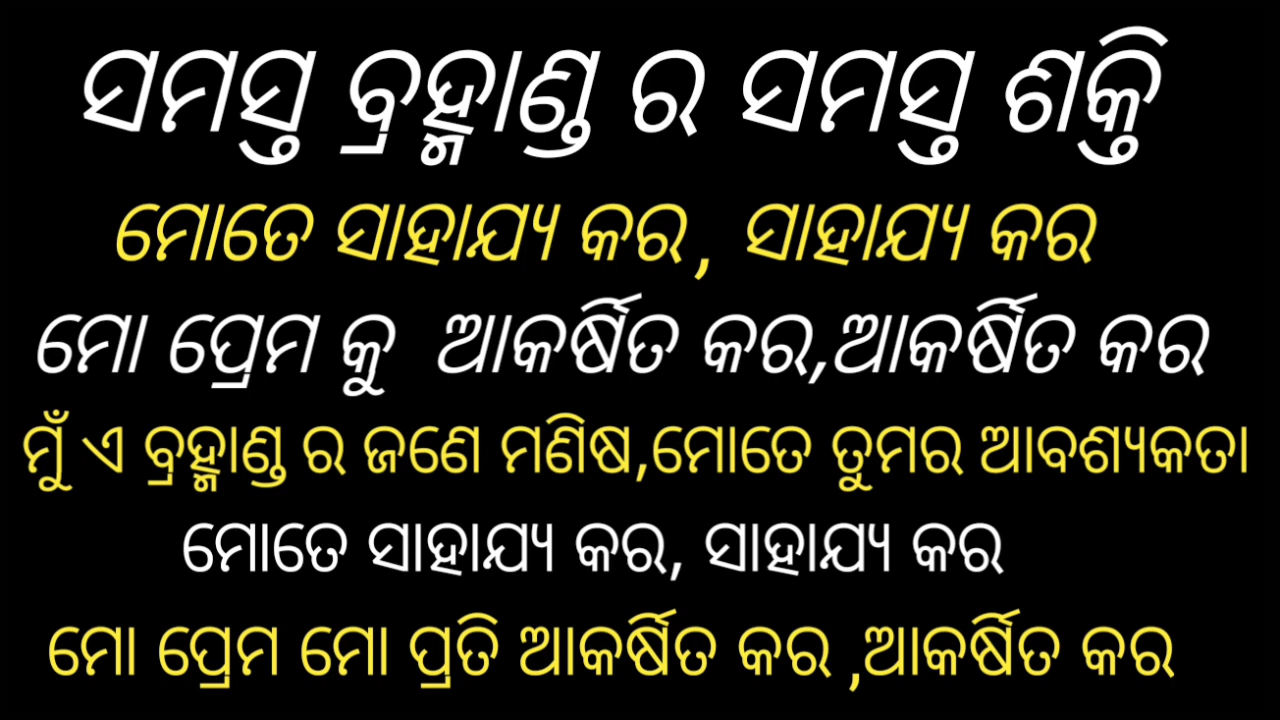 ସମସ୍ତ ବ୍ରହ୍ମାଣ୍ଡ ର ସମସ୍ତ ଶକ୍ତି
ମୋତେ ସାହାଯ୍ୟ କର, ସାହାଯ୍ୟ କର
ମୋ ପ୍ରେମ କୁ ଆକର୍ଷିତ କର,ଆକର୍ଷିତ କର
ମୁଁ ଏ ବ୍ରହ୍ମାଣ୍ଡ ର ଜଣେ ମଣିଷ,ମୋତେ ତୁମର ଆବଶ୍ୟକତା
ମୋତେ ସାହାଯ୍ୟ କର, ସାହାଯ୍ୟ କର
ମୋ ପ୍ରେମ ମୋ ପ୍ରତି ଆକର୍ଷିତ କର ,ଆକର୍ଷିତ କର